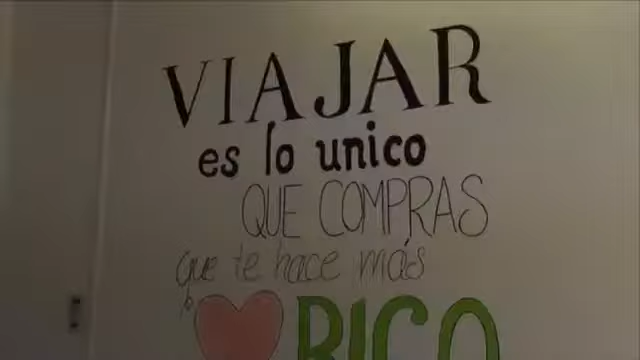 VIAJAR
es lo unico
QUE COMPRAS
que te hace más
RICO